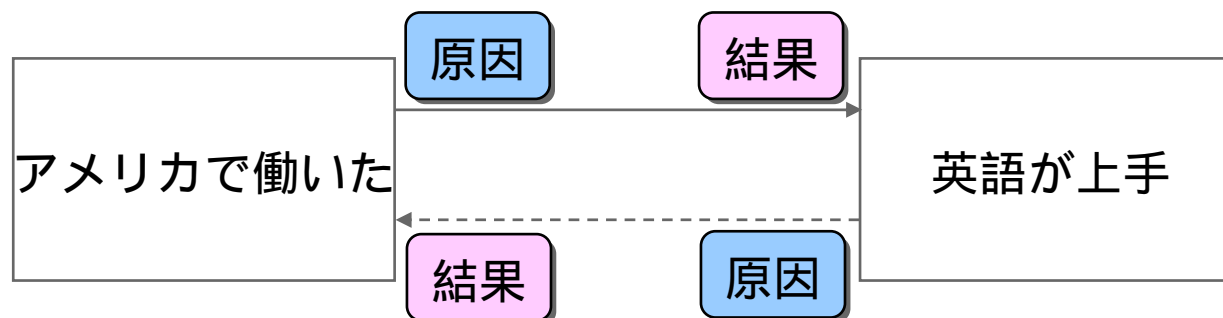 原因
結果
アメリカで働いた
英語が上手
結果
原因